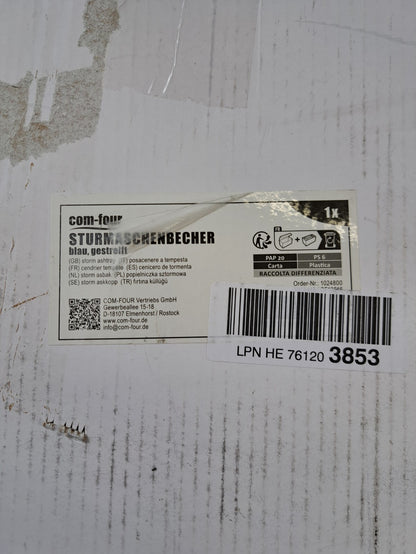 com-four
1x
STURMASCHENBECHER
blau, gestreift
(GB) storm ashtray (IT) posacenere a tempesta
(FR) cendrier tempête (ES) cenicero de tormenta
(NL) storm asbak (PL) popielniczka sztormowa
(SE) storm askkopp (TR) fırtına küllüğü
FR
+
PAP 20 PS 6
Carta Plastica
RACCOLTA DIFFERENZIATA
Order-Nr.: 1024800
COM-FOUR Vertriebs GmbH
Gewerbeallee 15-18
D-18107 Elmenhorst / Rostock
www.com-four.de
info@com-four.de
LPN HE 76120 3853